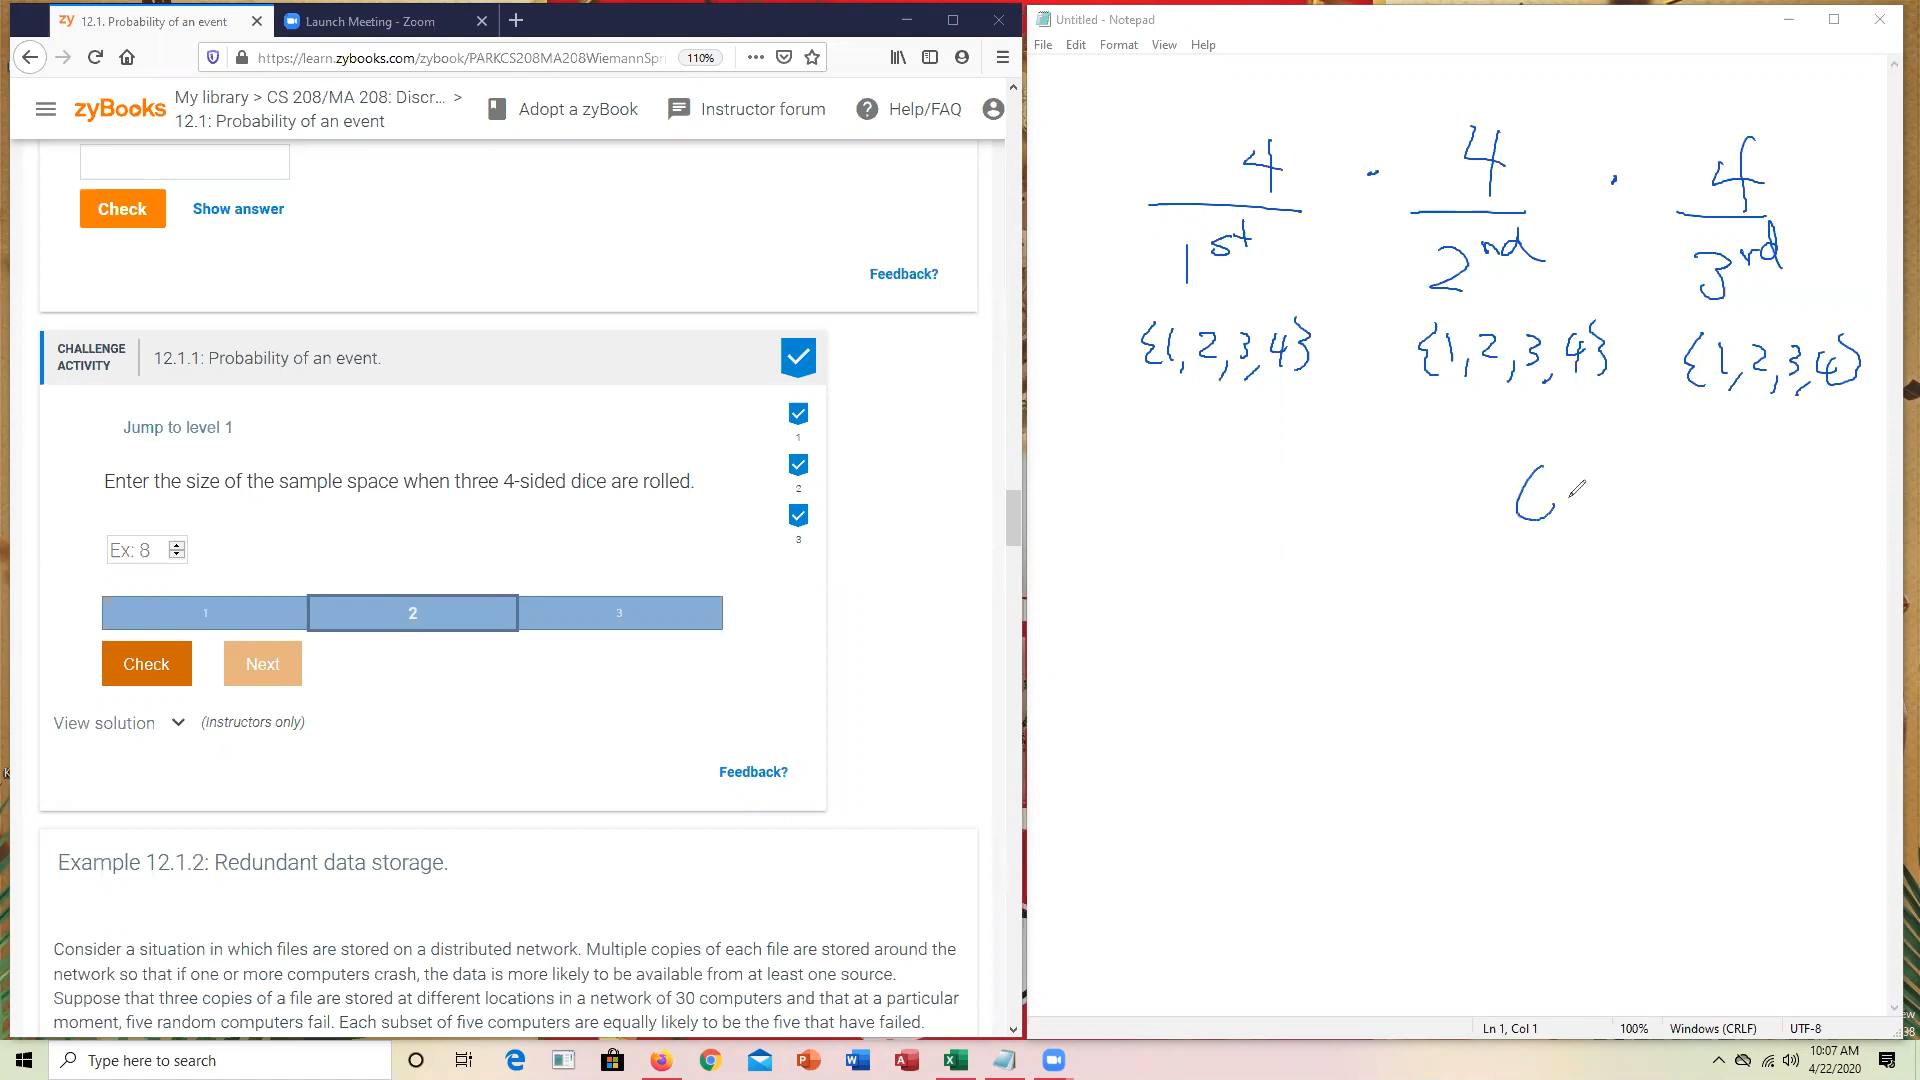 12.1. Probability of an event
Launch Meeting - Zoom
https://learn.zybooks.com/zybook/PARKCS208MA208WiemannSpri
110%
zyBooks
My library > CS 208/MA 208: Discr... >
12.1: Probability of an event
Adopt a zyBook
Instructor forum
Help/FAQ
Check
Show answer
Feedback?
CHALLENGE ACTIVITY
12.1.1: Probability of an event.
Jump to level 1
1
Enter the size of the sample space when three 4-sided dice are rolled.
2
3
Ex: 8
1 2 3
Check
Next
View solution
(Instructors only)
Feedback?
Example 12.1.2: Redundant data storage.
Consider a situation in which files are stored on a distributed network. Multiple copies of each file are stored around the
network so that if one or more computers crash, the data is more likely to be available from at least one source.
Suppose that three copies of a file are stored at different locations in a network of 30 computers and that at a particular
moment, five random computers fail. Each subset of five computers are equally likely to be the five that have failed.
Untitled - Notepad
File Edit Format View Help
4 · 4 · 4
1st 2nd 3rd
{1,2,3,4} {1,2,3,4} {1,2,3,4}
Ln 1, Col 1
100%
Windows (CRLF)
UTF-8
Type here to search
10:07 AM
4/22/2020